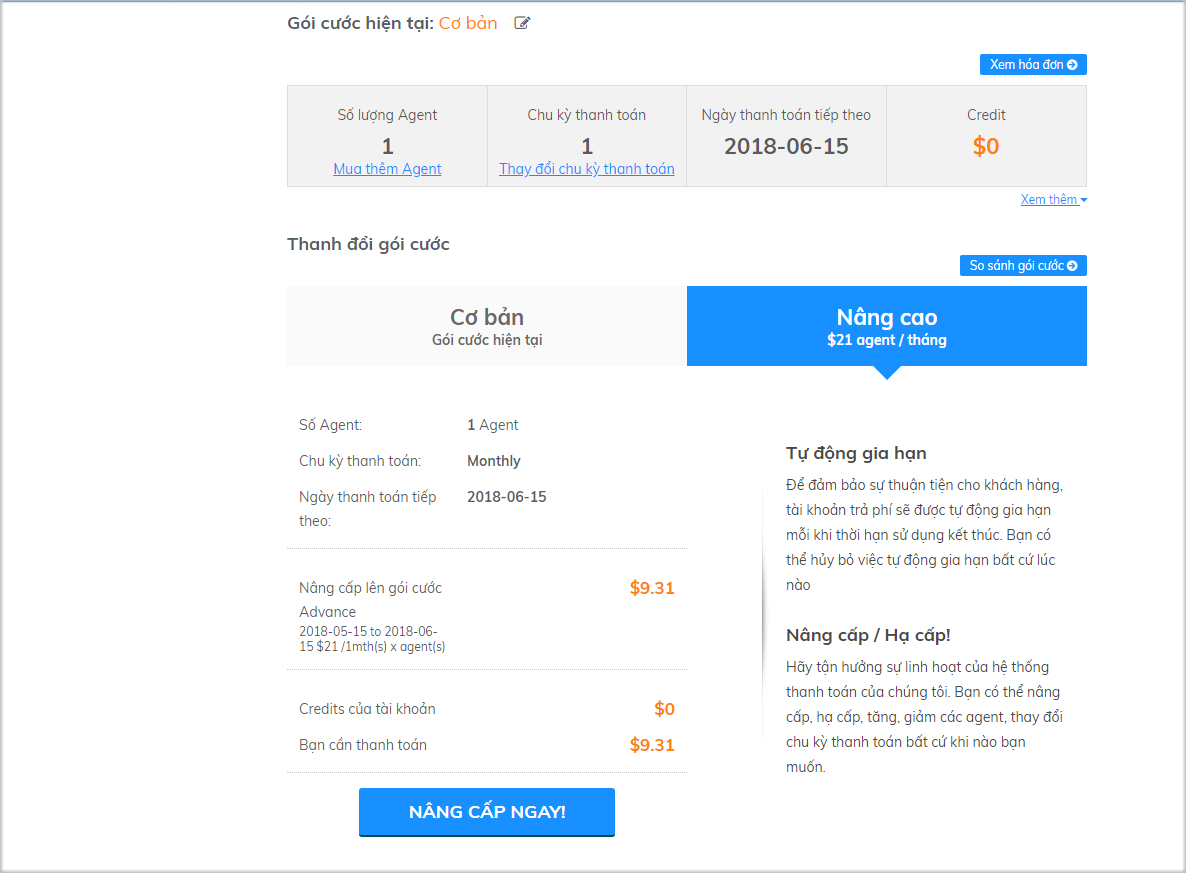 Gói cước hiện tại: Cơ bản
Xem hóa đơn
Số lượng Agent
1
Mua thêm Agent
Chu kỳ thanh toán
1
Thay đổi chu kỳ thanh toán
Ngày thanh toán tiếp theo
2018-06-15
Credit
$0
Xem thêm
Thanh đổi gói cước
So sánh gói cước
Cơ bản
Gói cước hiện tại
Nâng cao
$21 agent / tháng
Số Agent: 1 Agent
Chu kỳ thanh toán: Monthly
Ngày thanh toán tiếp 2018-06-15
theo:
Nâng cấp lên gói cước $9.31
Advance
2018-05-15 to 2018-06-
15 $21 /1mth(s) x agent(s)
Credits của tài khoản $0
Bạn cần thanh toán $9.31
NÂNG CẤP NGAY!
Tự động gia hạn
Để đảm bảo sự thuận tiện cho khách hàng,
tài khoản trả phí sẽ được tự động gia hạn
mỗi khi thời hạn sử dụng kết thúc. Bạn có
thể hủy bỏ việc tự động gia hạn bất cứ lúc
nào
Nâng cấp / Hạ cấp!
Hãy tận hưởng sự linh hoạt của hệ thống
thanh toán của chúng tôi. Bạn có thể nâng
cấp, hạ cấp, tăng, giảm các agent, thay đổi
chu kỳ thanh toán bất cứ khi nào bạn
muốn.